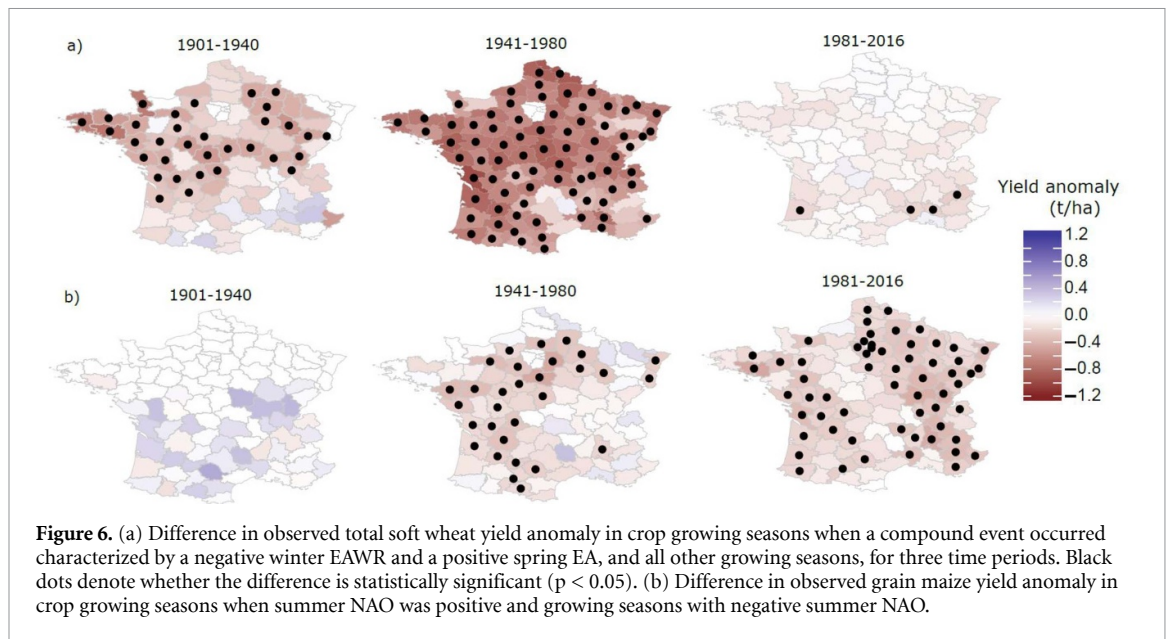 a)
1901-1940
1941-1980
1981-2016
Yield anomaly
(t/ha)
1.2
0.8
0.4
0.0
−0.4
−0.8
−1.2
b)
1901-1940
1941-1980
1981-2016
Figure 6. (a) Difference in observed total soft wheat yield anomaly in crop growing seasons when a compound event occurred
characterized by a negative winter EAWR and a positive spring EA, and all other growing seasons, for three time periods. Black
dots denote whether the difference is statistically significant (p < 0.05). (b) Difference in observed grain maize yield anomaly in
crop growing seasons when summer NAO was positive and growing seasons with negative summer NAO.